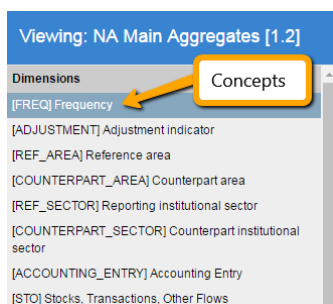 Viewing: NA Main Aggregates [1.2]
Dimensions
Concepts
[FREQ] Frequency
[ADJUSTMENT] Adjustment indicator
[REF_AREA] Reference area
[COUNTERPART_AREA] Counterpart area
[REF_SECTOR] Reporting institutional sector
[COUNTERPART_SECTOR] Counterpart institutional
sector
[ACCOUNTING_ENTRY] Accounting Entry
[STO] Stocks, Transactions, Other Flows